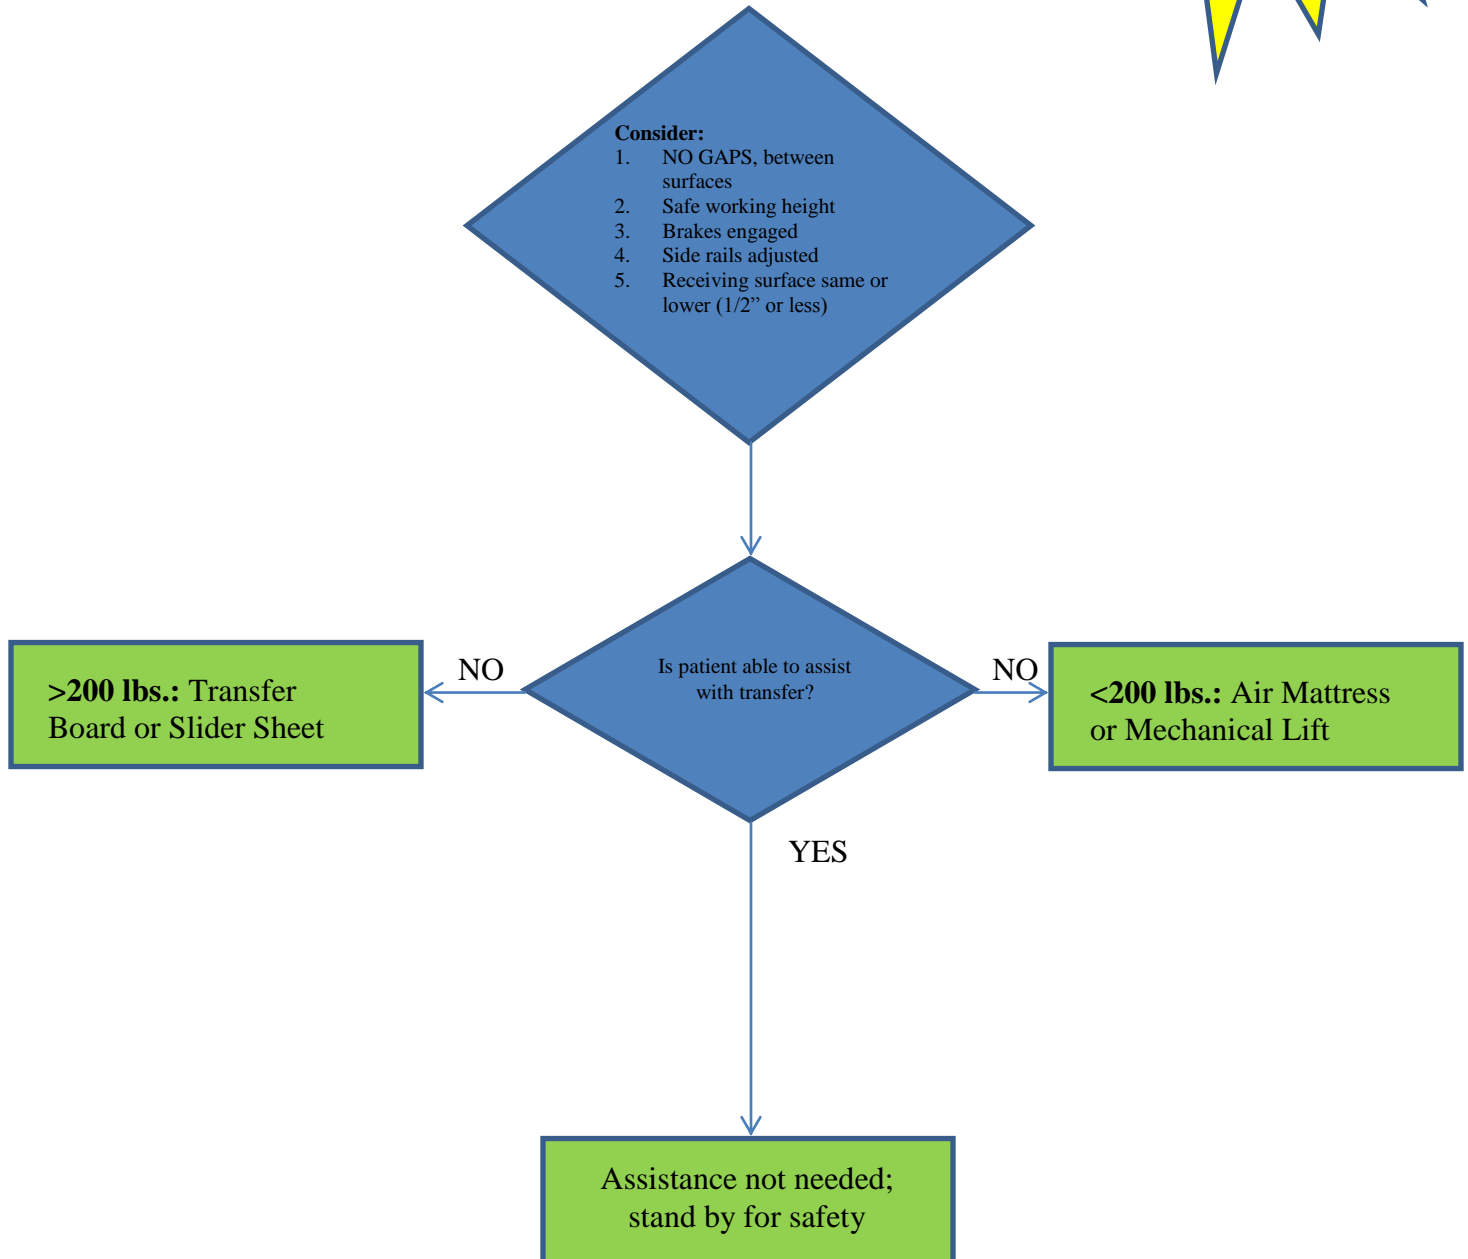 Consider:
1. NO GAPS, between
surfaces
2. Safe working height
3. Brakes engaged
4. Side rails adjusted
5. Receiving surface same or
lower (1/2” or less)
NO
Is patient able to assist
with transfer?
NO
>200 lbs.: Transfer
Board or Slider Sheet
<200 lbs.: Air Mattress
or Mechanical Lift
YES
Assistance not needed;
stand by for safety